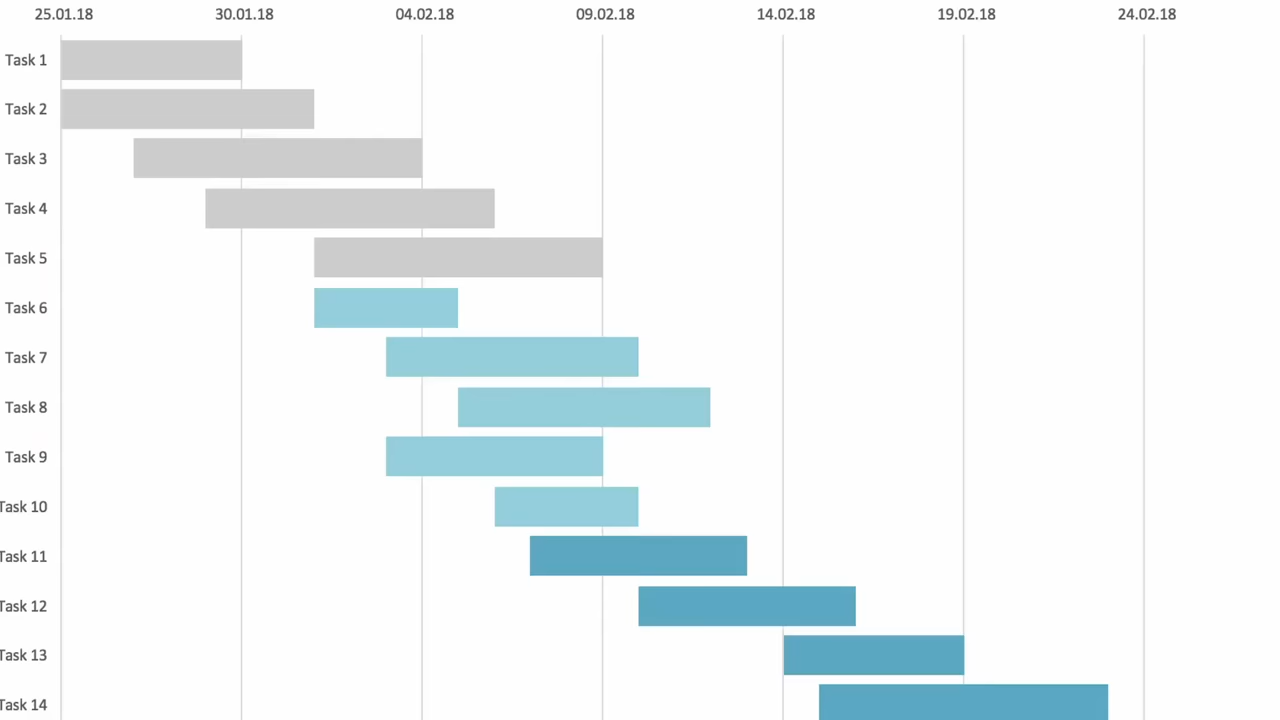 25.01.18 30.01.18 04.02.18 09.02.18 14.02.18 19.02.18 24.02.18
Task 1
Task 2
Task 3
Task 4
Task 5
Task 6
Task 7
Task 8
Task 9
Task 10
Task 11
Task 12
Task 13
Task 14